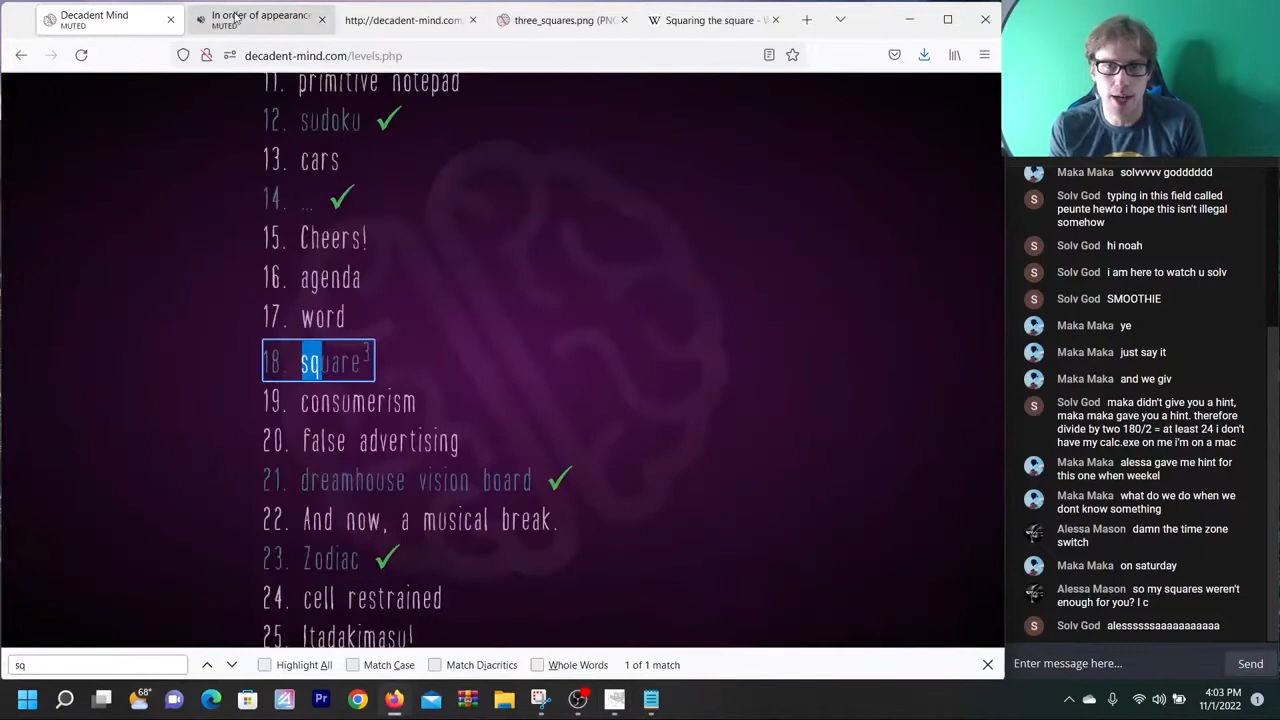 Decadent Mind
MUTED
In order of appearance
MUTED
http://decadent-mind.com/
three_squares.png (PNG
Squaring the square - W
decadent-mind.com/levels.php
11. primitive notepad
12. sudoku
13. cars
14. ...
15. Cheers!
16. agenda
17. word
18. square³
19. consumerism
20. false advertising
21. dreamhouse vision board
22. And now, a musical break.
23. Zodiac
24. cell restrained
25. Itadakimasu!
sq
Highlight All
Match Case
Match Diacritics
Whole Words
1 of 1 match
Maka Maka solvvvvv godddddd
Solv God typing in this field called
peunte hewto i hope this isn't illegal
somehow
Solv God hi noah
Solv God i am here to watch u solv
Solv God SMOOTHIE
Maka Maka ye
Maka Maka just say it
Maka Maka and we giv
Solv God maka didn't give you a hint,
maka maka gave you a hint. therefore
divide by two 180/2 = at least 24 i don't
have my calc.exe on me i'm on a mac
Maka Maka alessa gave me hint for
this one when weekel
Maka Maka what do we do when we
dont know something
Alessa Mason damn the time zone
switch
Maka Maka on saturday
Alessa Mason so my squares weren't
enough for you? I c
Solv God alesssssssaaaaaaaaaaa
Enter message here...
Send
68°
Pr
4:03 PM
11/1/2022
1